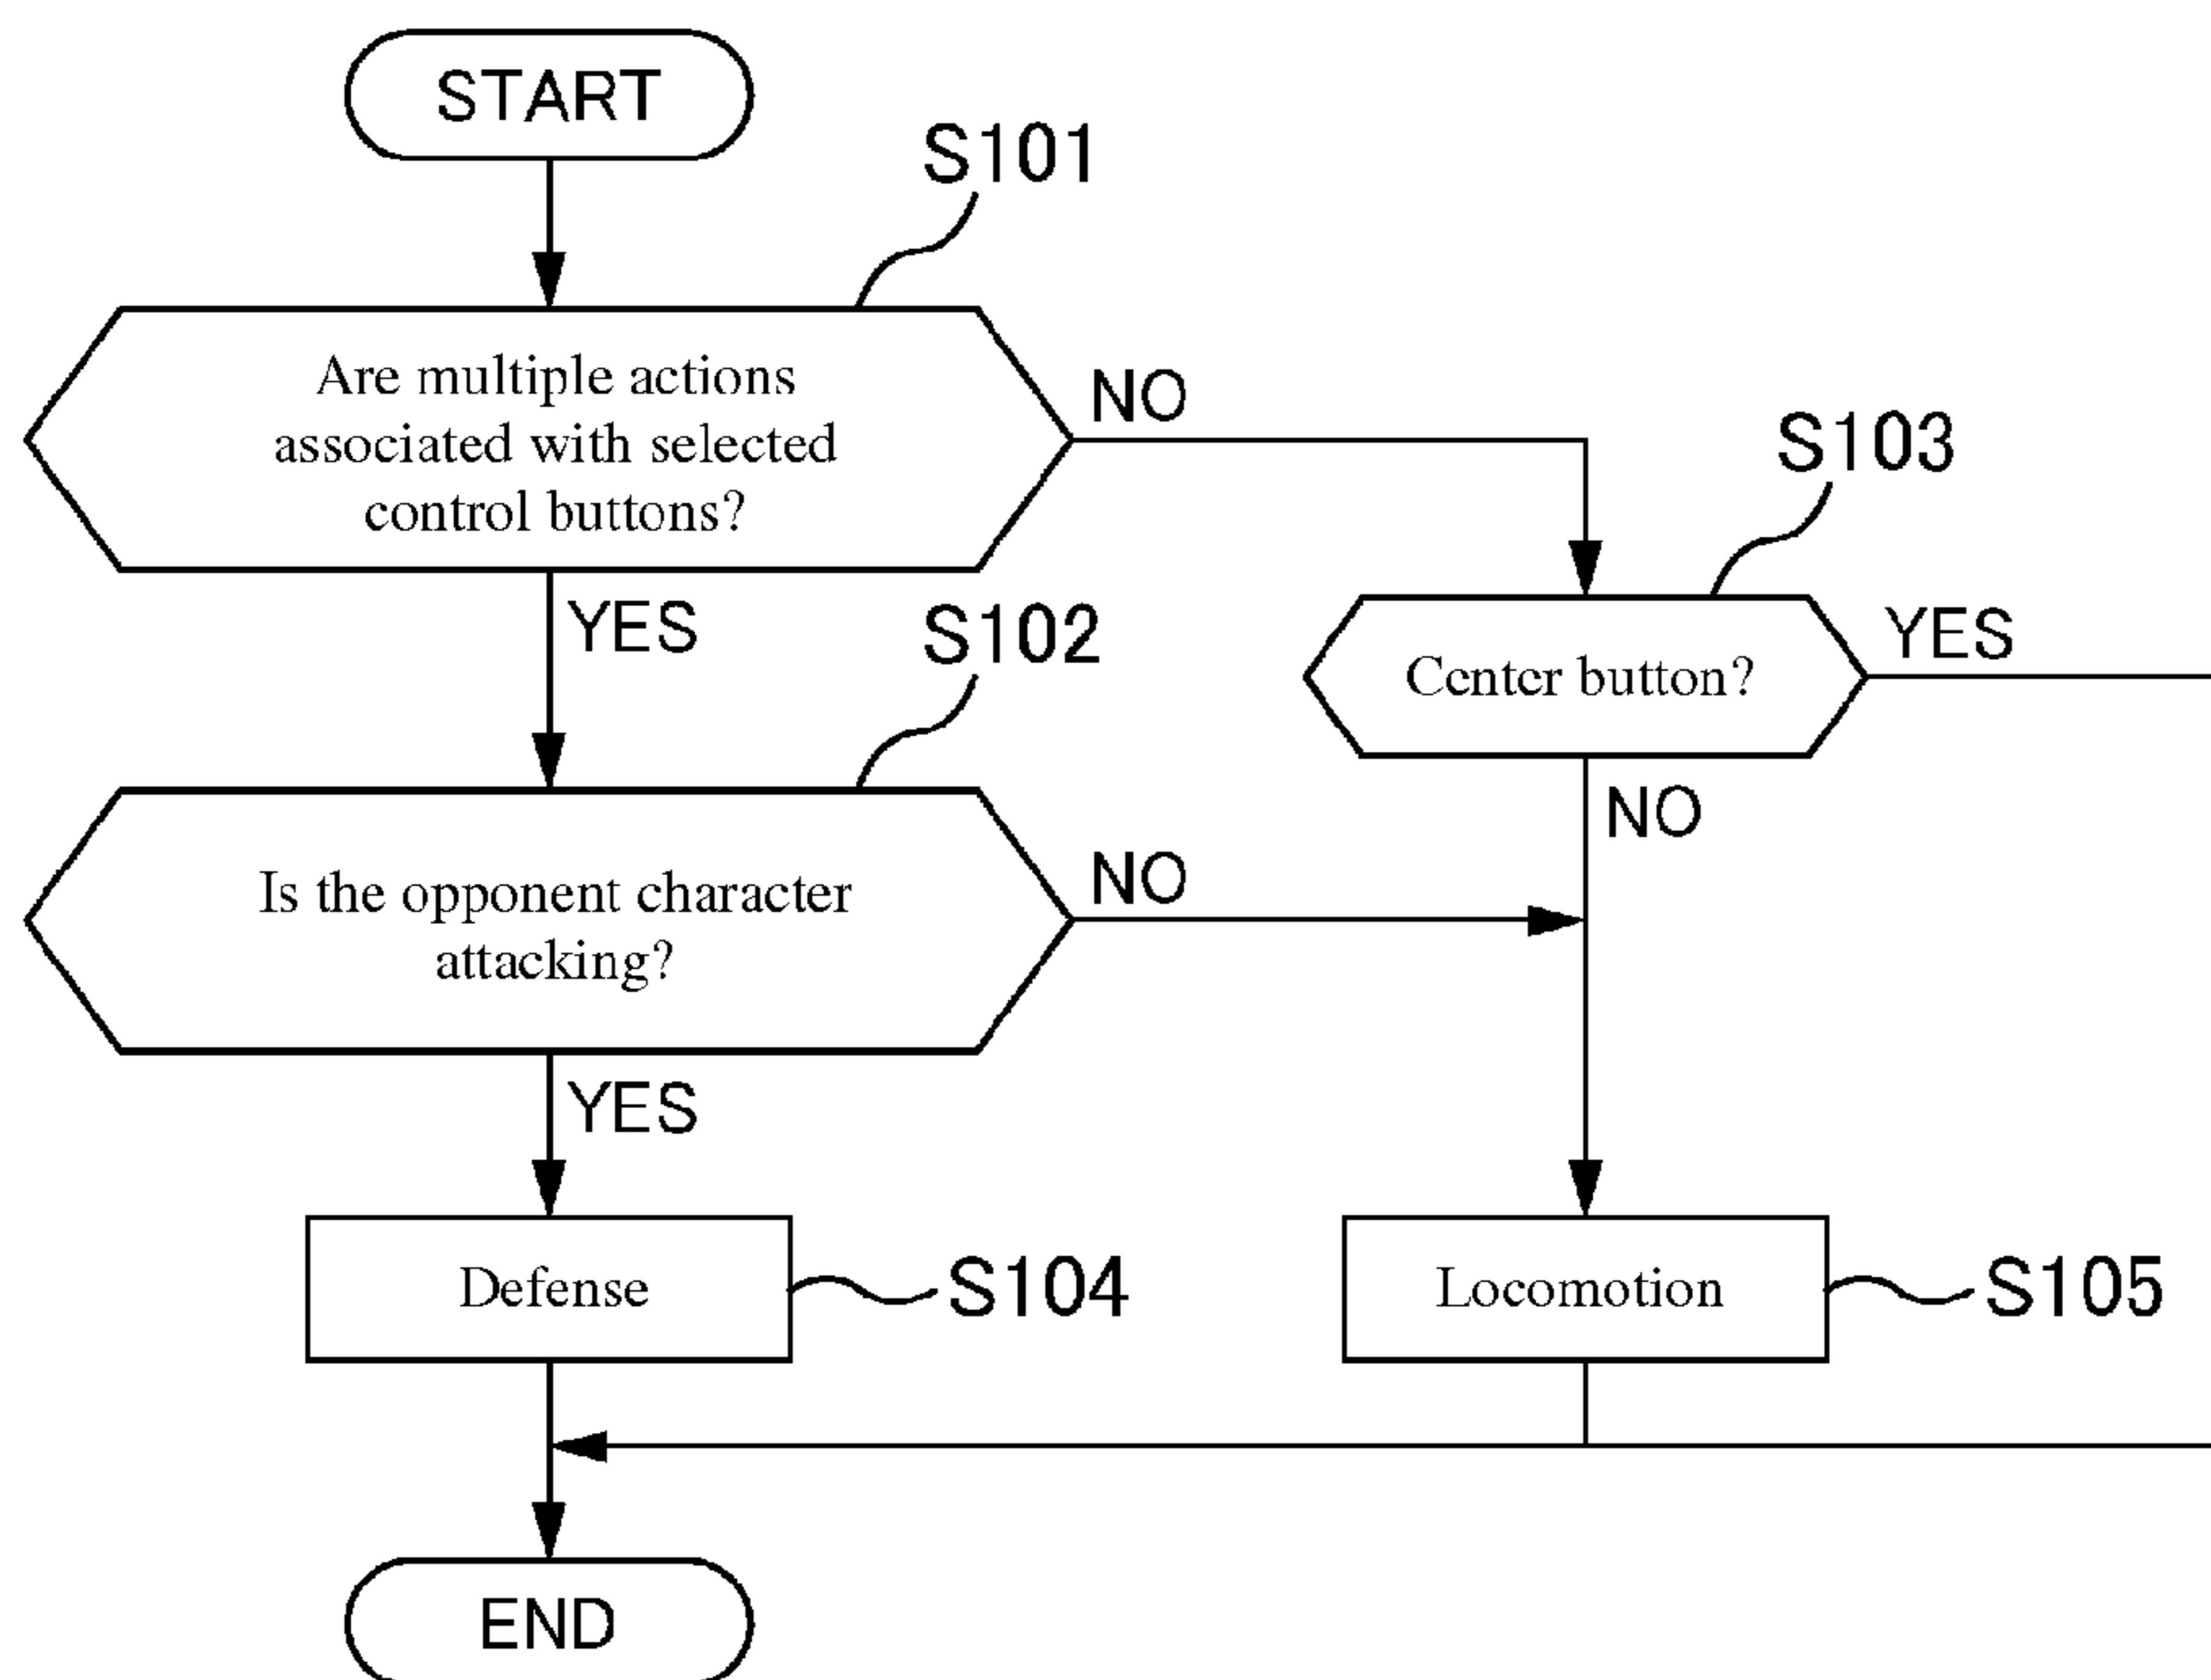 START
S101
Are multiple actions
associated with selected
control buttons?
NO
S103
YES
S102
Center button?
YES
NO
Is the opponent character
attacking?
NO
YES
Defense
S104
Locomotion
S105
END